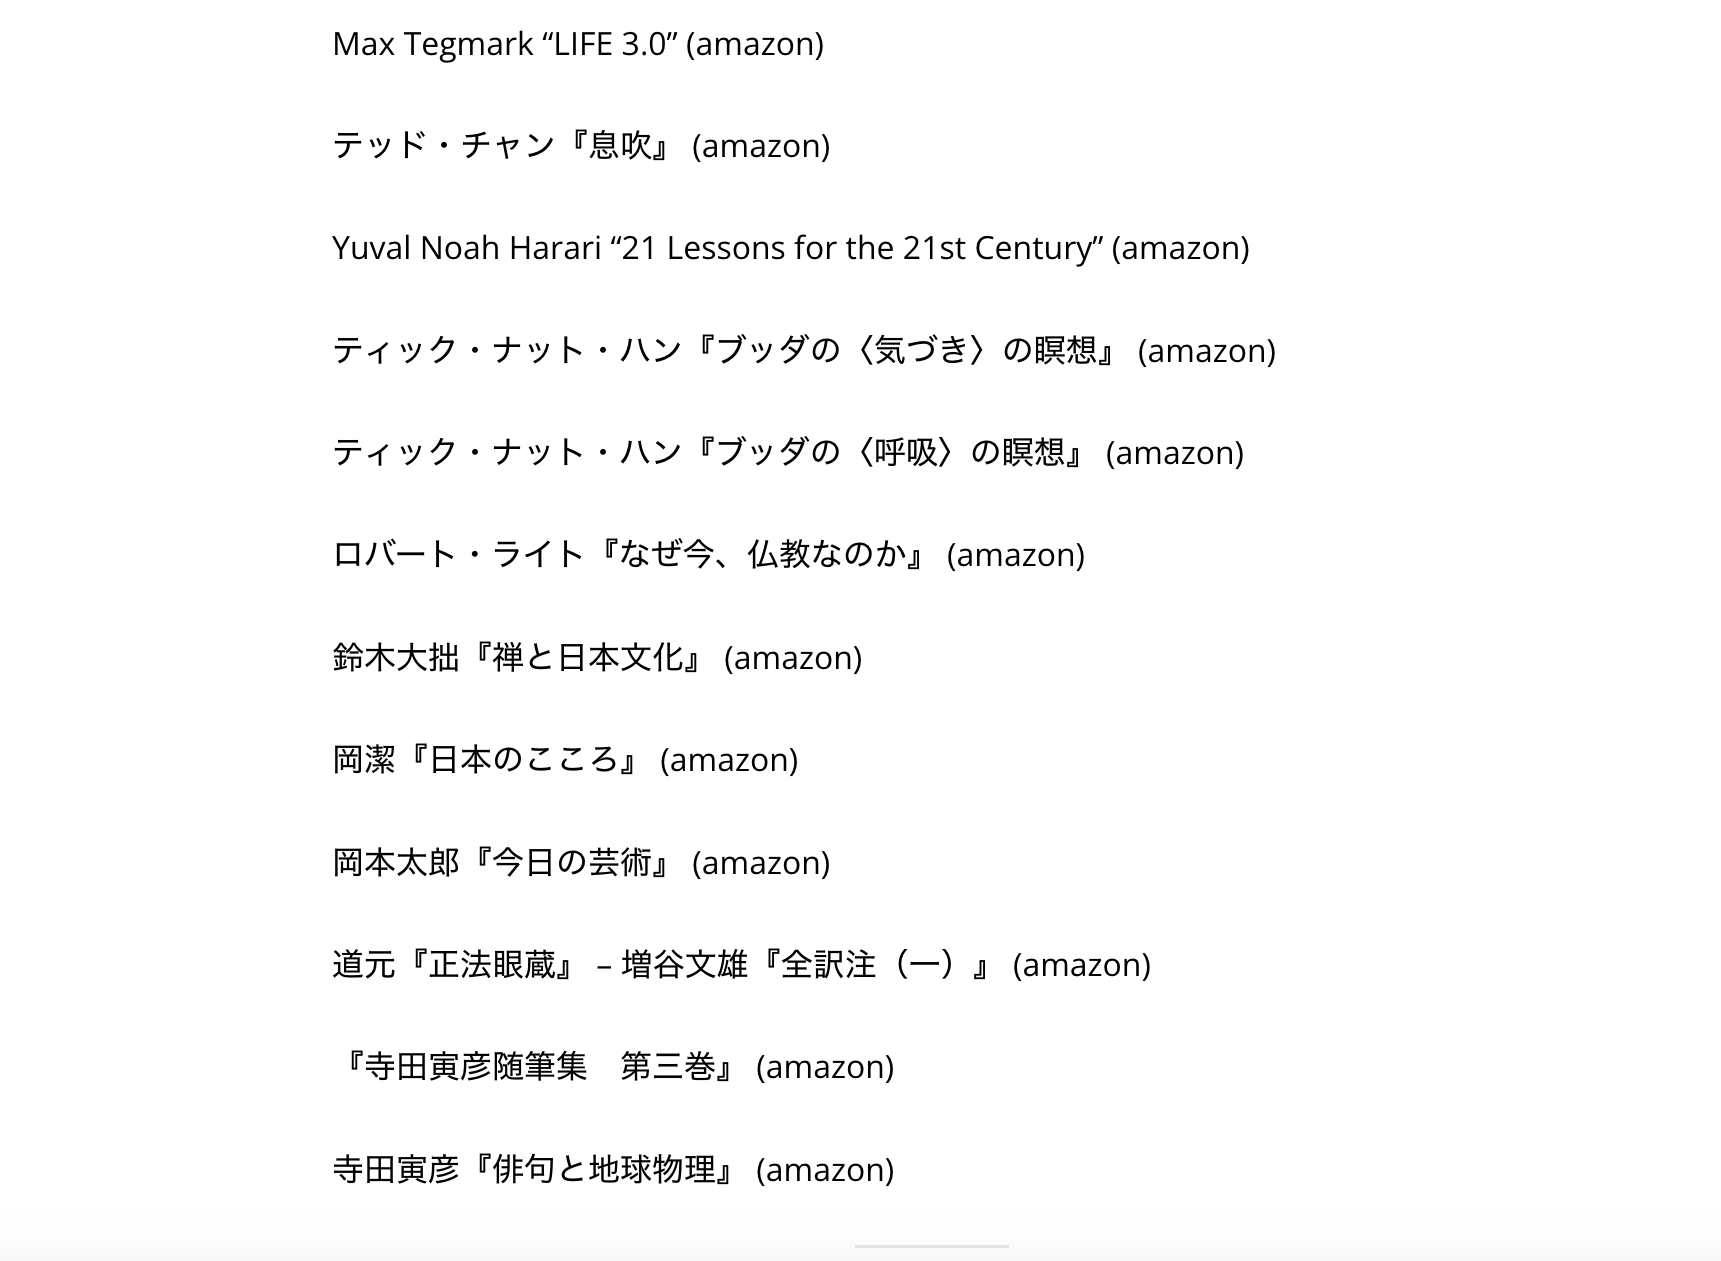 Max Tegmark “LIFE 3.0” (amazon)
テッド・チャン『息吹』 (amazon)
Yuval Noah Harari “21 Lessons for the 21st Century” (amazon)
ティック・ナット・ハン『ブッダの〈気づき〉の瞑想』 (amazon)
ティック・ナット・ハン『ブッダの〈呼吸〉の瞑想』 (amazon)
ロバート・ライト『なぜ今、仏教なのか』 (amazon)
鈴木大拙『禅と日本文化』 (amazon)
岡潔『日本のこころ』 (amazon)
岡本太郎『今日の芸術』 (amazon)
道元『正法眼蔵』 – 増谷文雄『全訳注（一）』 (amazon)
『寺田寅彦随筆集　第三巻』 (amazon)
寺田寅彦『俳句と地球物理』 (amazon)